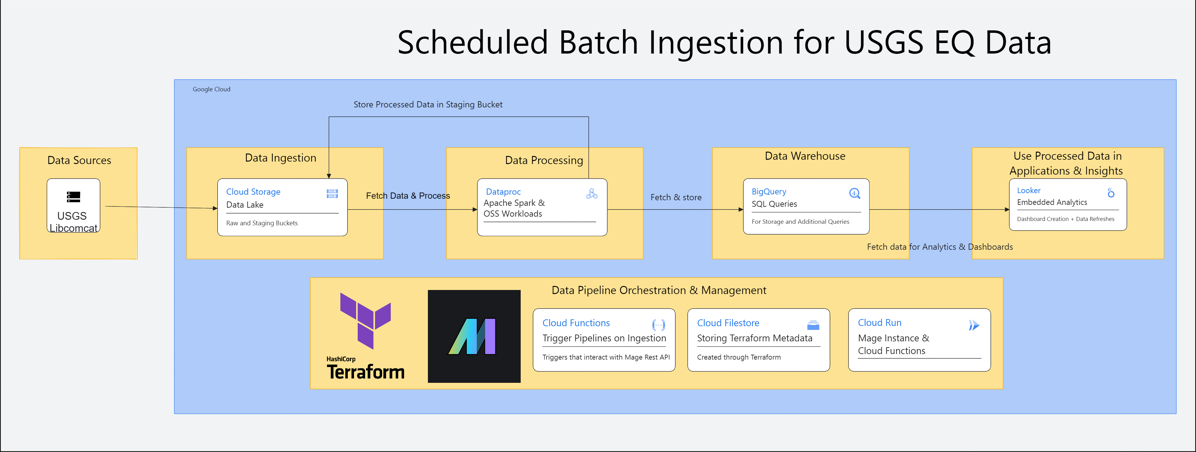 Scheduled Batch Ingestion for USGS EQ Data
Google Cloud
Store Processed Data in Staging Bucket
Data Sources
USGS
Libcomcat
Data Ingestion
Cloud Storage
Data Lake
Raw and Staging Buckets
Fetch Data & Process
Data Processing
Dataproc
Apache Spark &
OSS Workloads
Fetch & store
Data Warehouse
BigQuery
SQL Queries
For Storage and Additional Queries
Fetch data for Analytics & Dashboards
Use Processed Data in
Applications & Insights
Looker
Embedded Analytics
Dashboard Creation + Data Refreshes
Data Pipeline Orchestration & Management
HashiCorp
Terraform
Cloud Functions
Trigger Pipelines on Ingestion
Triggers that interact with Mage Rest API
Cloud Filestore
Storing Terraform Metadata
Created through Terraform
Cloud Run
Mage Instance &
Cloud Functions